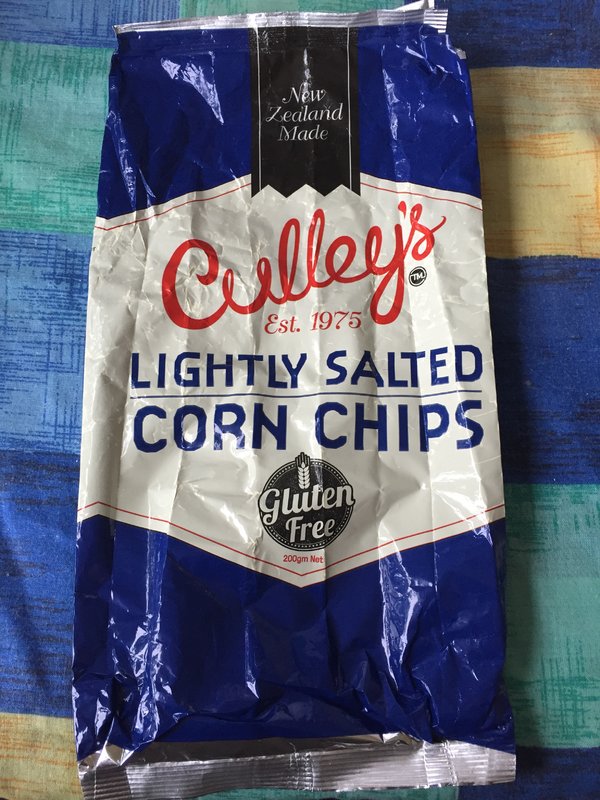 New
Zealand
Made
Culley's
TM
Est. 1975
LIGHTLY SALTED
CORN CHIPS
Gluten
Free
200gm Net